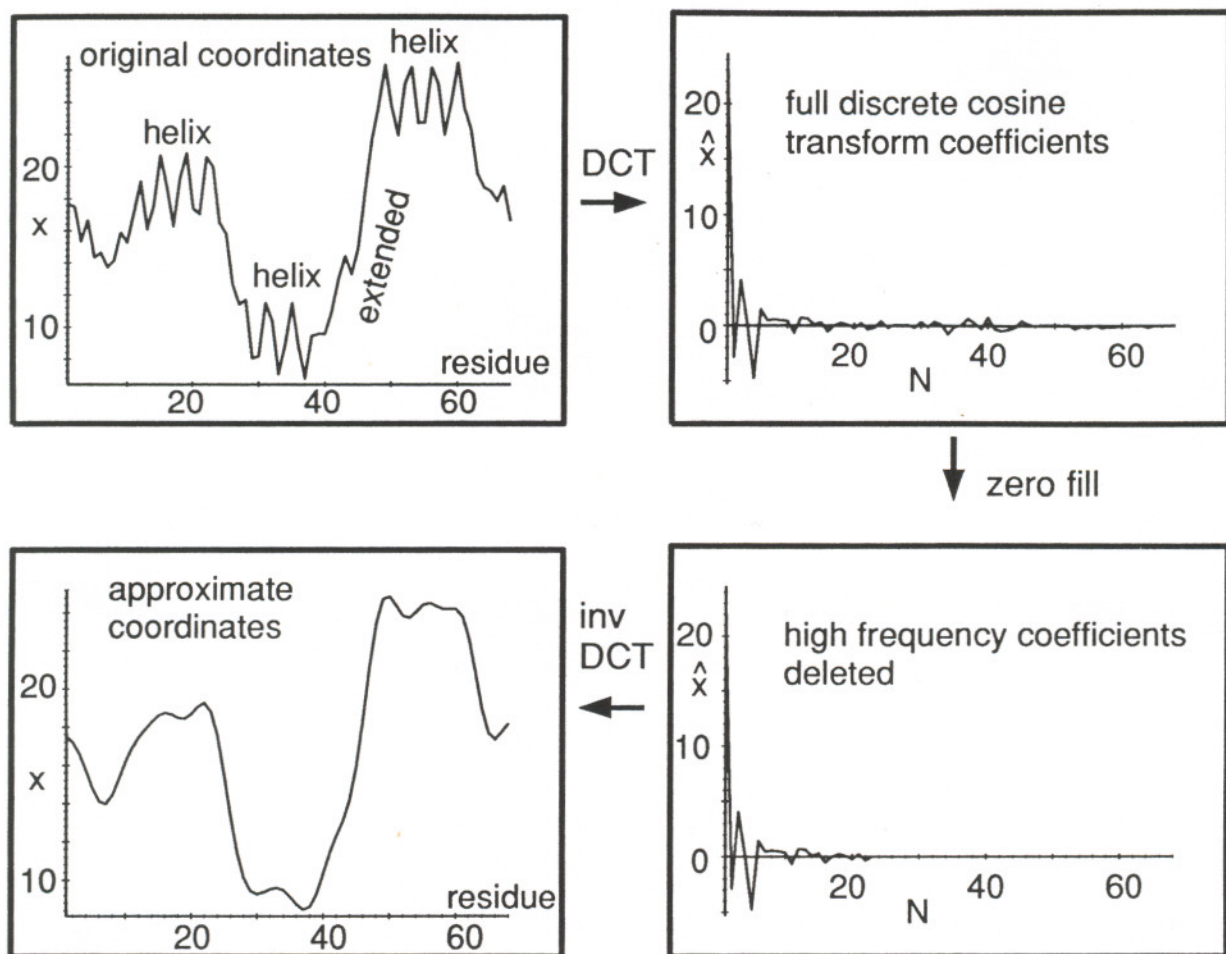 original coordinates
helix
helix
helix
extended
20
x
10
residue
20 40 60
DCT
full discrete cosine
transform coefficients
20
x̂
10
0
20 40 60
N
zero fill
approximate
coordinates
20
x
10
residue
20 40 60
inv
DCT
high frequency coefficients
deleted
20
x̂
10
0
20 40 60
N